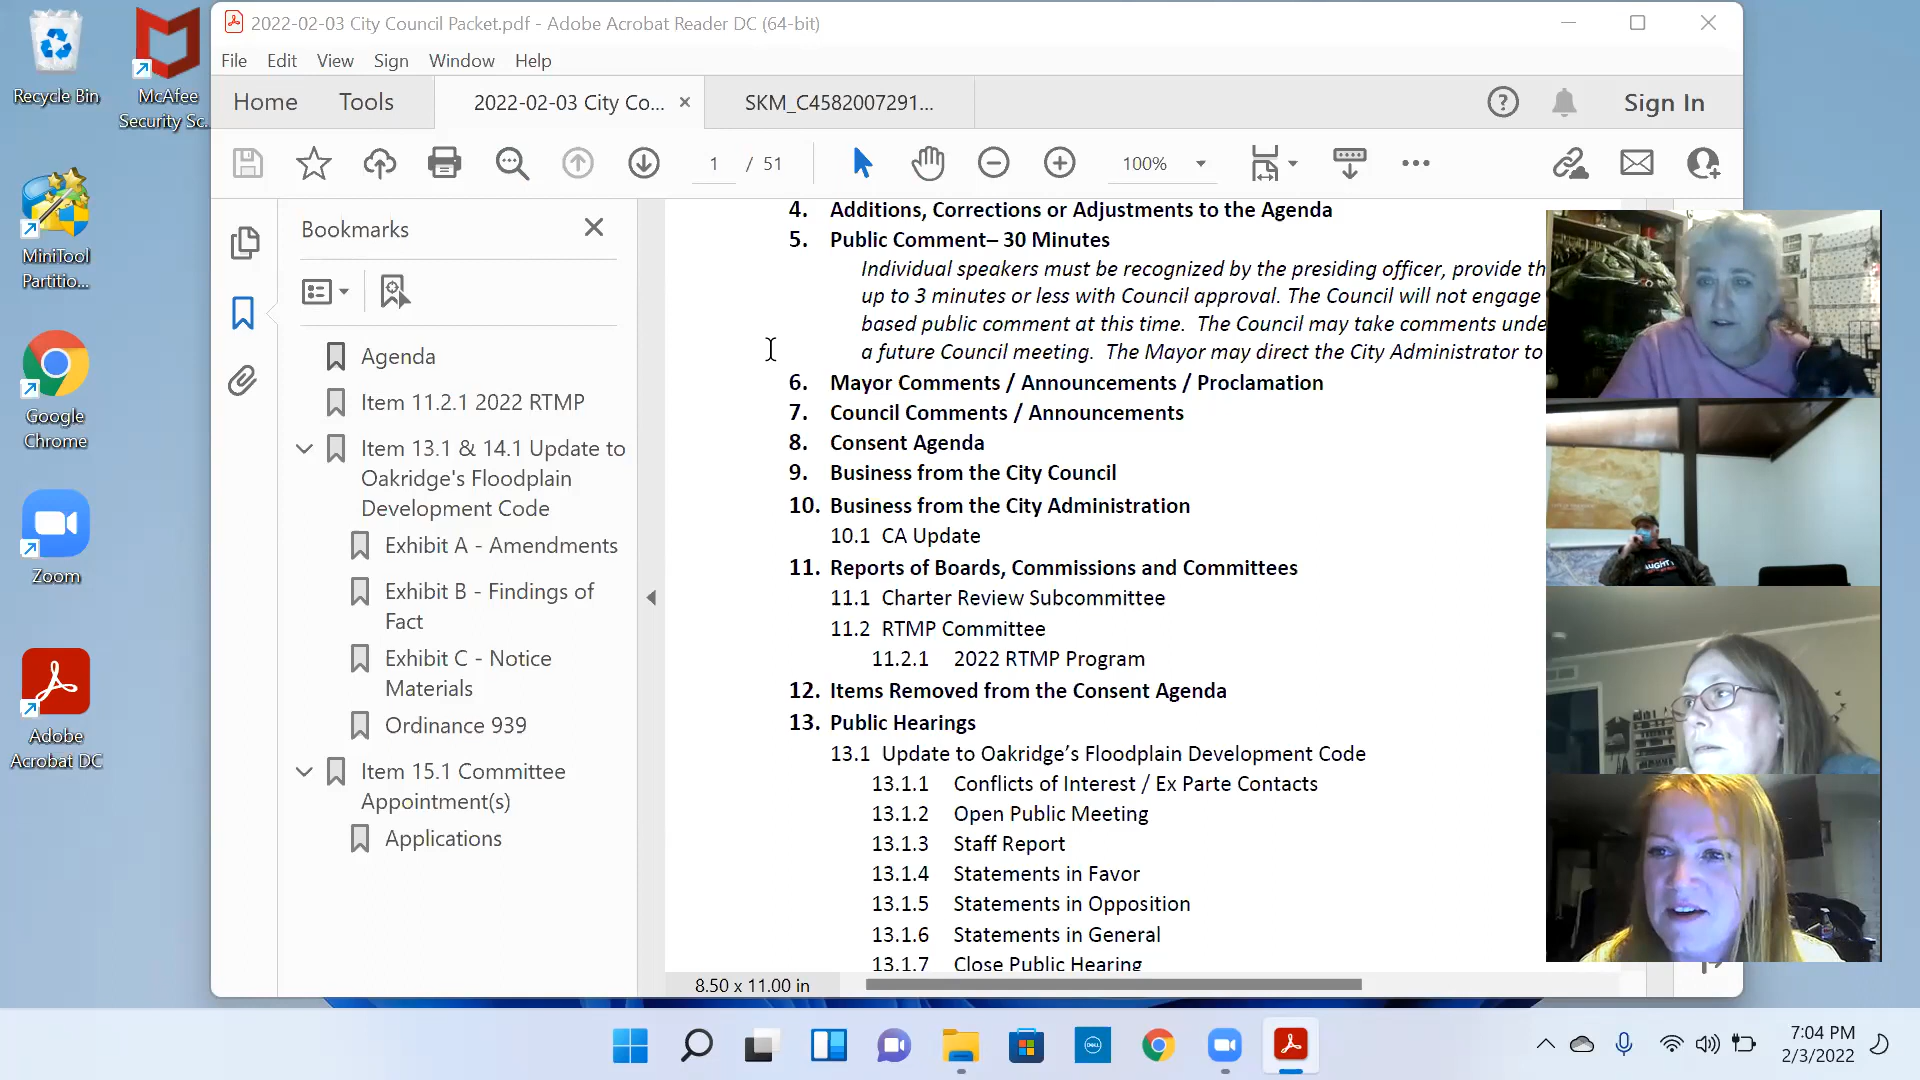 Recycle Bin
McAfee
Security Sc...
MiniTool
Partitio...
Google
Chrome
Zoom
Adobe
Acrobat DC
2022-02-03 City Council Packet.pdf - Adobe Acrobat Reader DC (64-bit)
File Edit View Sign Window Help
Home Tools 2022-02-03 City Co... × SKM_C4582007291... Sign In
1 / 51 100%
Bookmarks
Agenda
Item 11.2.1 2022 RTMP
Item 13.1 & 14.1 Update to
Oakridge's Floodplain
Development Code
Exhibit A - Amendments
Exhibit B - Findings of
Fact
Exhibit C - Notice
Materials
Ordinance 939
Item 15.1 Committee
Appointment(s)
Applications
4. Additions, Corrections or Adjustments to the Agenda
5. Public Comment– 30 Minutes
Individual speakers must be recognized by the presiding officer, provide th
up to 3 minutes or less with Council approval. The Council will not engage
based public comment at this time. The Council may take comments unde
a future Council meeting. The Mayor may direct the City Administrator to
6. Mayor Comments / Announcements / Proclamation
7. Council Comments / Announcements
8. Consent Agenda
9. Business from the City Council
10. Business from the City Administration
10.1 CA Update
11. Reports of Boards, Commissions and Committees
11.1 Charter Review Subcommittee
11.2 RTMP Committee
11.2.1 2022 RTMP Program
12. Items Removed from the Consent Agenda
13. Public Hearings
13.1 Update to Oakridge’s Floodplain Development Code
13.1.1 Conflicts of Interest / Ex Parte Contacts
13.1.2 Open Public Meeting
13.1.3 Staff Report
13.1.4 Statements in Favor
13.1.5 Statements in Opposition
13.1.6 Statements in General
13.1.7 Close Public Hearing
8.50 x 11.00 in
7:04 PM
2/3/2022